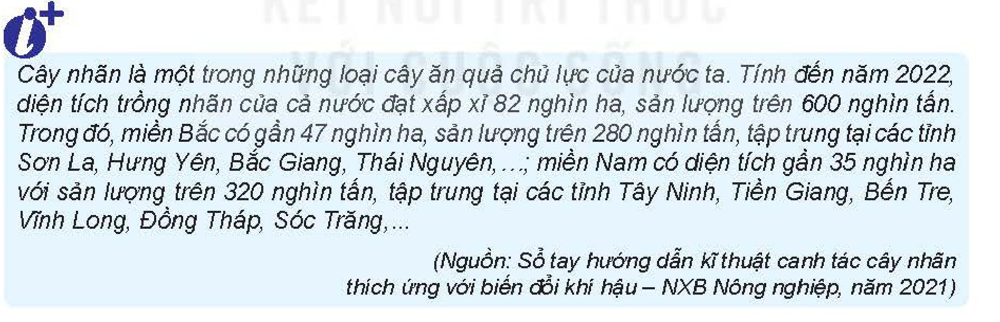 KẾT NỐI TRI THỨC
VỚI CUỘC SỐNG
i+
Cây nhãn là một trong những loại cây ăn quả chủ lực của nước ta. Tính đến năm 2022,
diện tích trồng nhãn của cả nước đạt xấp xỉ 82 nghìn ha, sản lượng trên 600 nghìn tấn.
Trong đó, miền Bắc có gần 47 nghìn ha, sản lượng trên 280 nghìn tấn, tập trung tại các tỉnh
Sơn La, Hưng Yên, Bắc Giang, Thái Nguyên,...; miền Nam có diện tích gần 35 nghìn ha
với sản lượng trên 320 nghìn tấn, tập trung tại các tỉnh Tây Ninh, Tiền Giang, Bến Tre,
Vĩnh Long, Đồng Tháp, Sóc Trăng,...
(Nguồn: Sổ tay hướng dẫn kĩ thuật canh tác cây nhãn
thích ứng với biến đổi khí hậu – NXB Nông nghiệp, năm 2021)